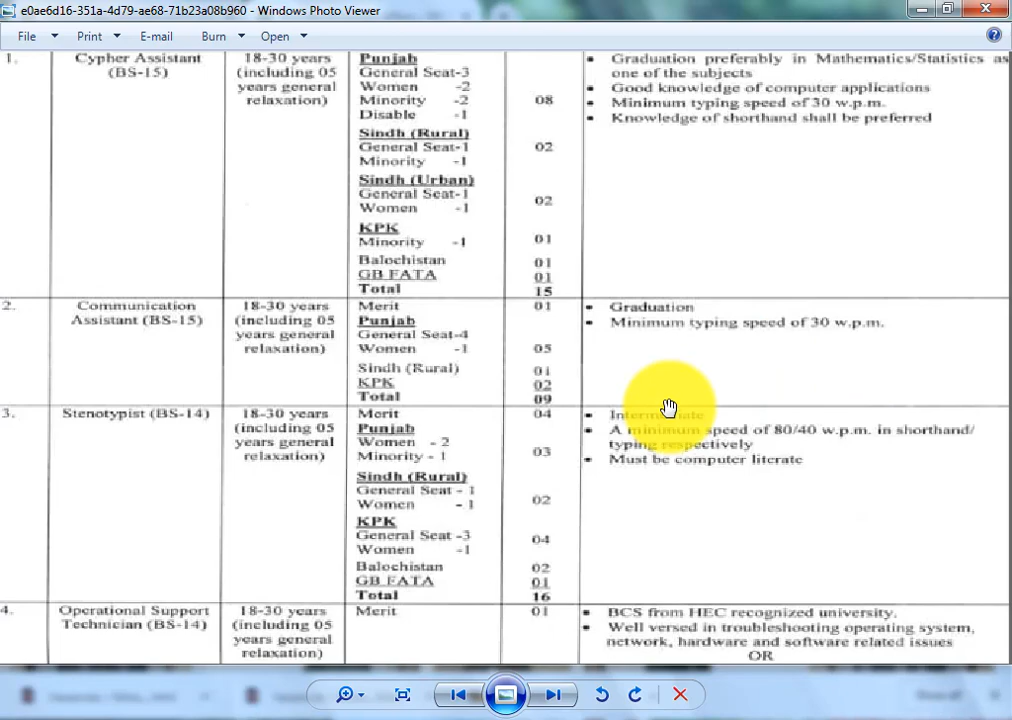 e0ae6d16-351a-4d79-ae68-71b23a08b960 - Windows Photo Viewer
File Print E-mail Burn Open
1. Cypher Assistant (BS-15)
18-30 years (including 05 years general relaxation)
Punjab
General Seat-3
Women -2
Minority -2
Disable -1
08
Sindh (Rural)
General Seat-1
Minority -1
02
Sindh (Urban)
General Seat-1
Women -1
02
KPK
Minority -1
01
Balochistan 01
GB FATA 01
Total 15
• Graduation preferably in Mathematics/Statistics as
one of the subjects
• Good knowledge of computer applications
• Minimum typing speed of 30 w.p.m.
• Knowledge of shorthand shall be preferred
2. Communication Assistant (BS-15)
18-30 years (including 05 years general relaxation)
Merit 01
Punjab
General Seat-4
Women -1
05
Sindh (Rural) 01
KPK 02
Total 09
• Graduation
• Minimum typing speed of 30 w.p.m.
3. Stenotypist (BS-14)
18-30 years (including 05 years general relaxation)
Merit 04
Punjab
Women - 2
Minority - 1
03
Sindh (Rural)
General Seat - 1
Women - 1
02
KPK
General Seat -3
Women -1
04
Balochistan 02
GB FATA 01
Total 16
• Intermediate
• A minimum speed of 80/40 w.p.m. in shorthand/
typing respectively
• Must be computer literate
4. Operational Support Technician (BS-14)
18-30 years (including 05 years general relaxation)
Merit 01
• BCS from HEC recognized university.
• Well versed in troubleshooting operating system,
network, hardware and software related issues
OR